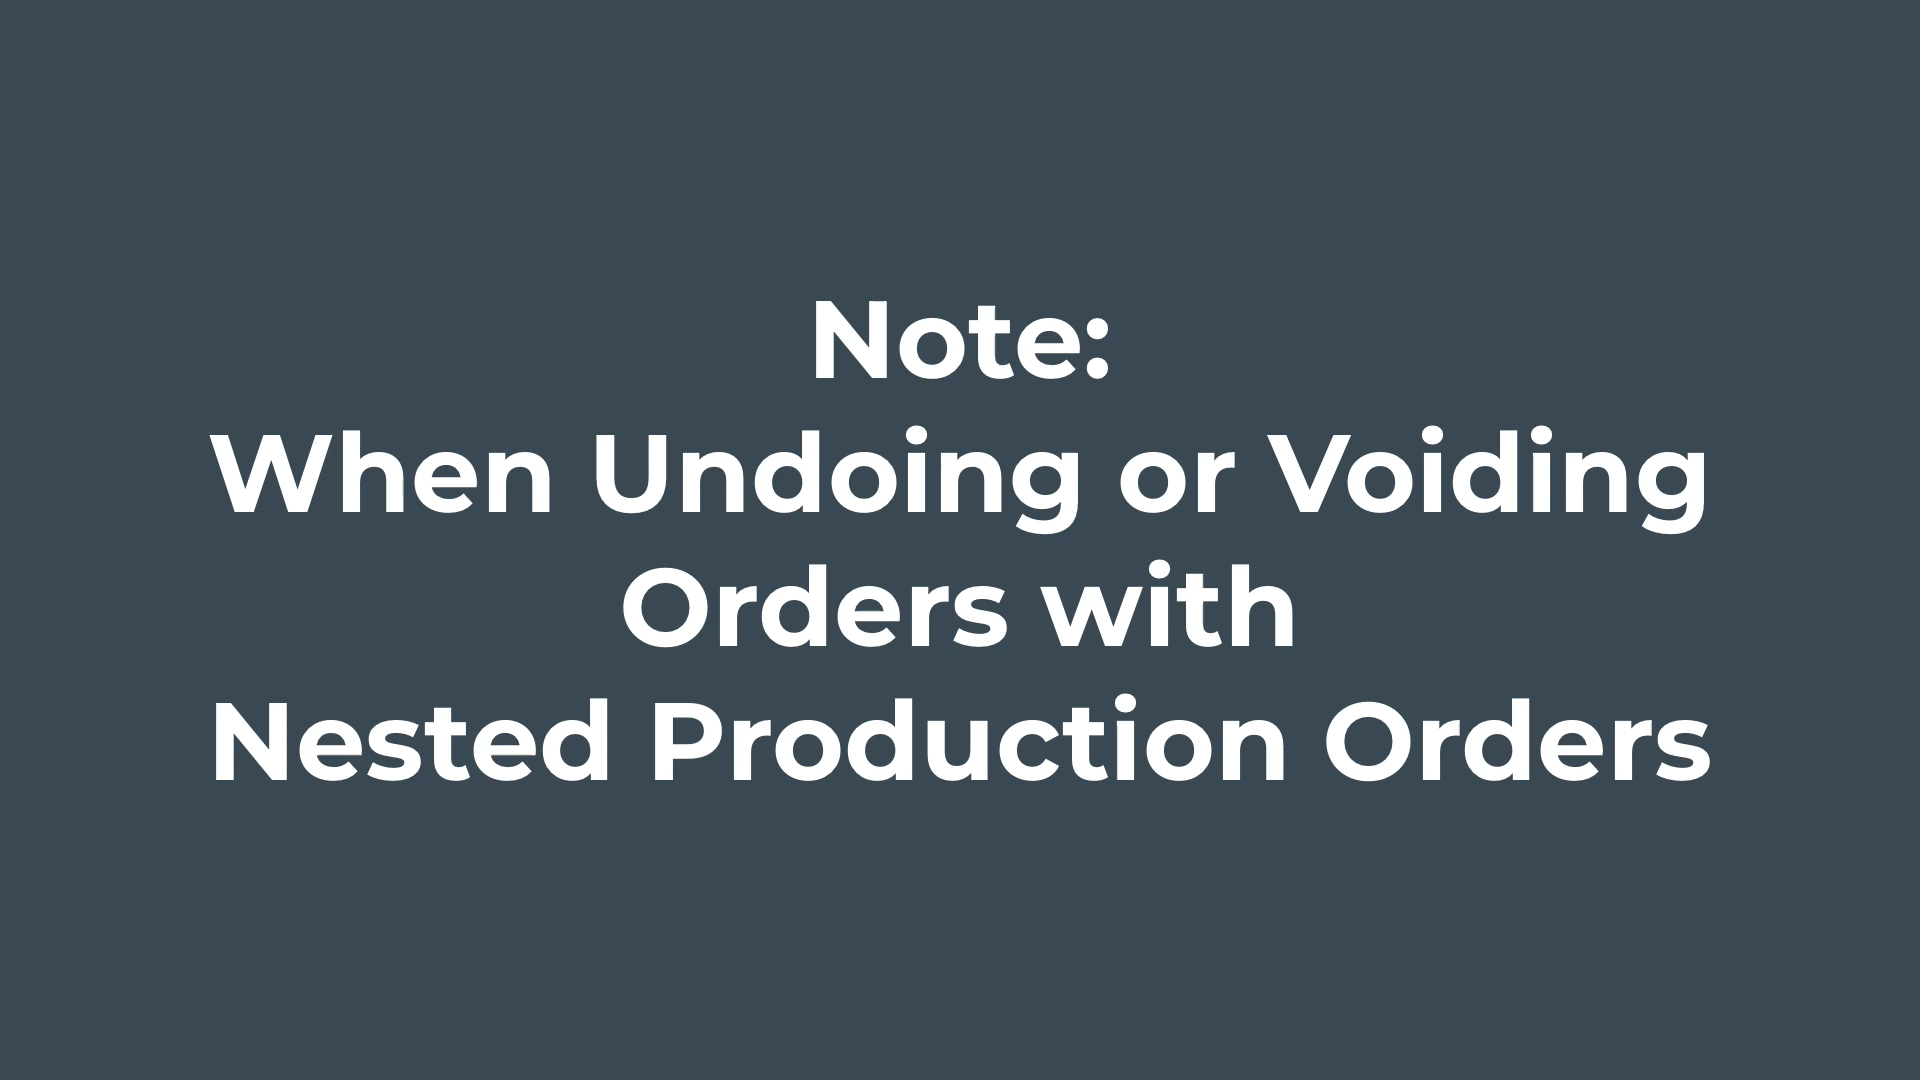 Note:
When Undoing or Voiding
Orders with
Nested Production Orders